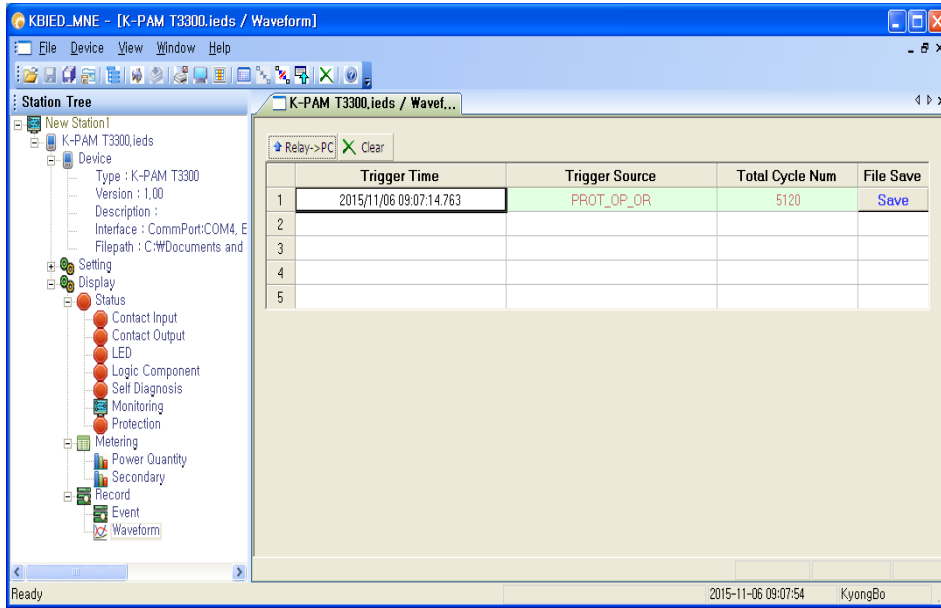 KBIED_MNE - [K-PAM T3300.ieds / Waveform]
File Device View Window Help
Station Tree
New Station1
K-PAM T3300.ieds
Device
Type : K-PAM T3300
Version : 1.00
Description :
Interface : CommPort:COM4, E
Filepath : C:₩Documents and
Setting
Display
Status
Contact Input
Contact Output
LED
Logic Component
Self Diagnosis
Monitoring
Protection
Metering
Power Quantity
Secondary
Record
Event
Waveform
K-PAM T3300.ieds / Wavef...
Relay->PC Clear
Trigger Time Trigger Source Total Cycle Num File Save
1 2015/11/06 09:07:14.763 PROT_OP_OR 5120 Save
2
3
4
5
Ready 2015-11-06 09:07:54 KyongBo